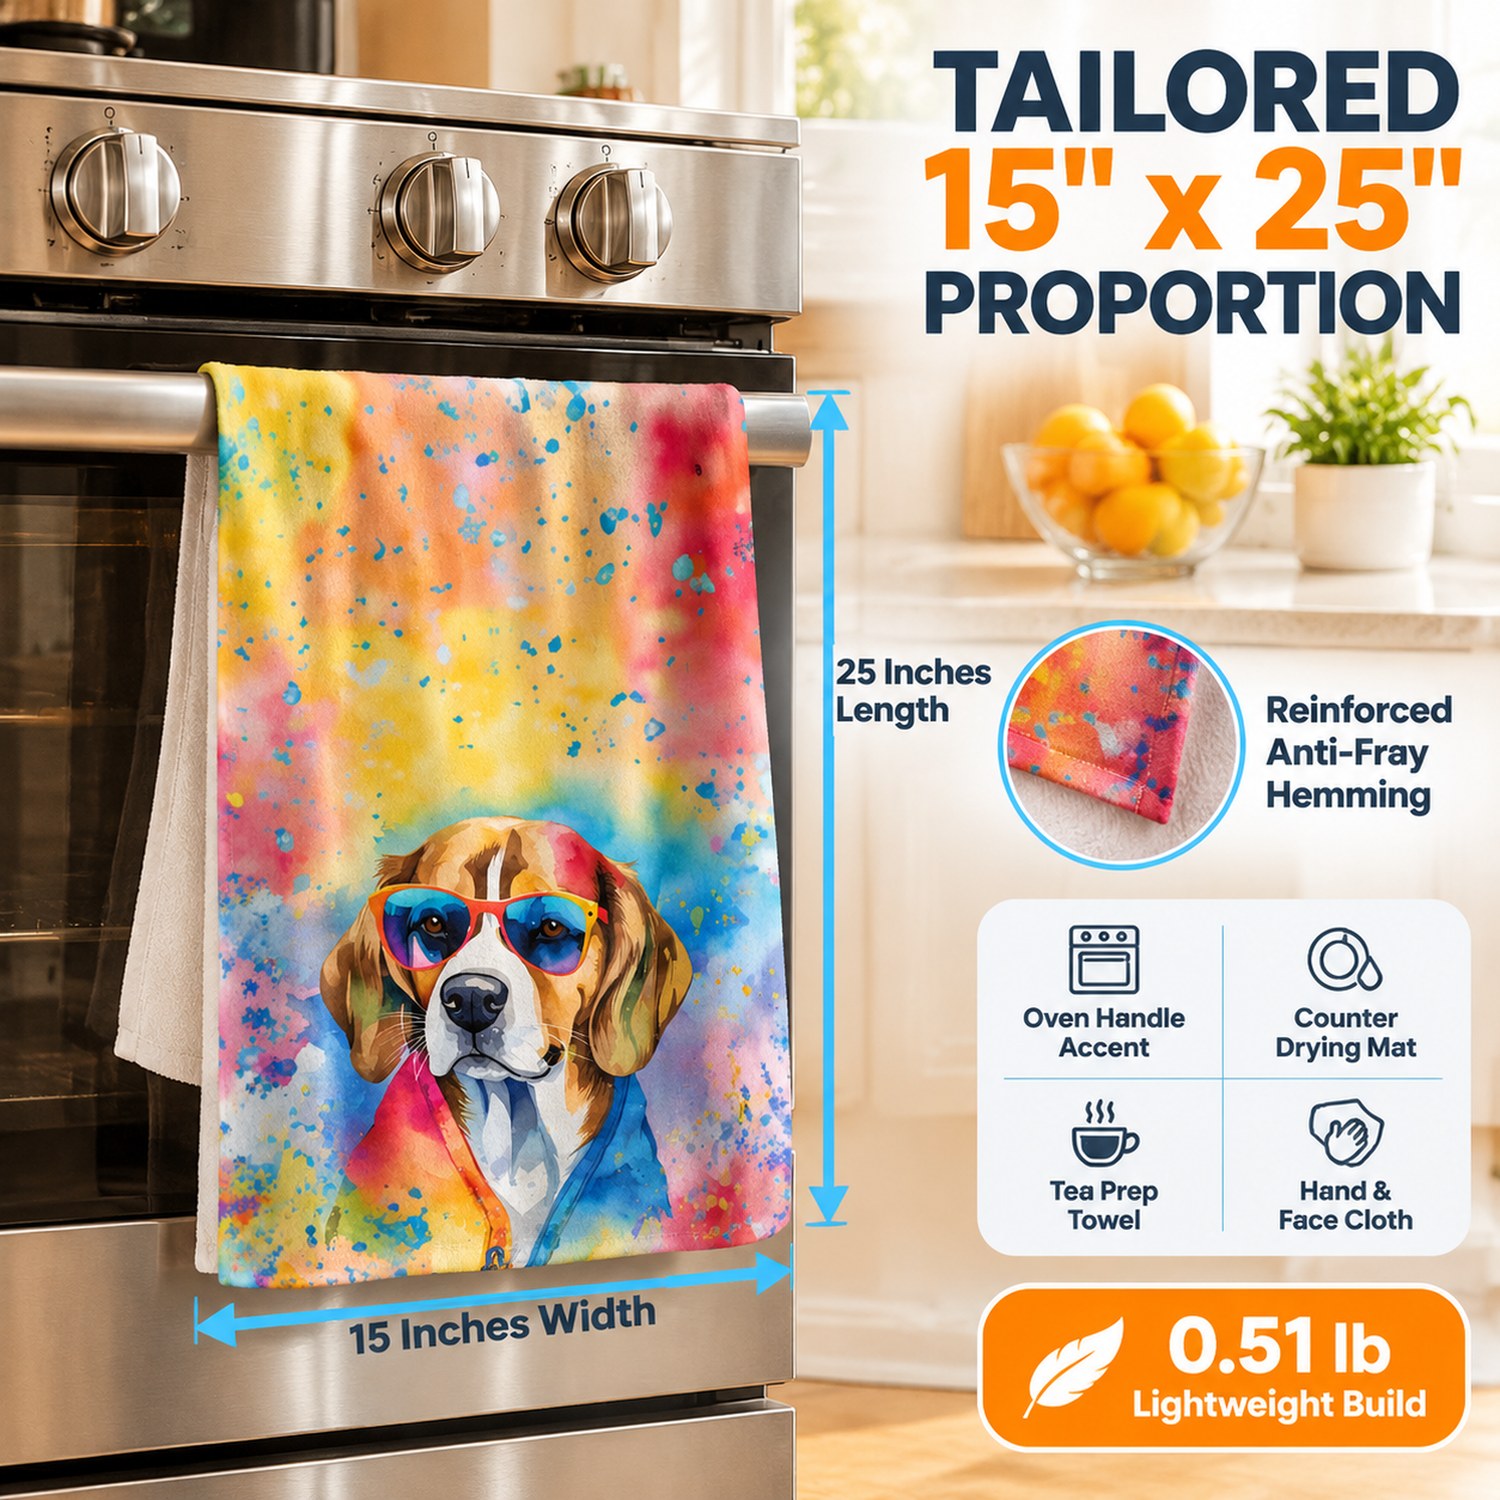 TAILORED
15" x 25"
PROPORTION
25 Inches
Length
Reinforced
Anti-Fray
Hemming
Oven Handle
Accent
Counter
Drying Mat
Tea Prep
Towel
Hand &
Face Cloth
15 Inches Width
0.51 lb
Lightweight Build